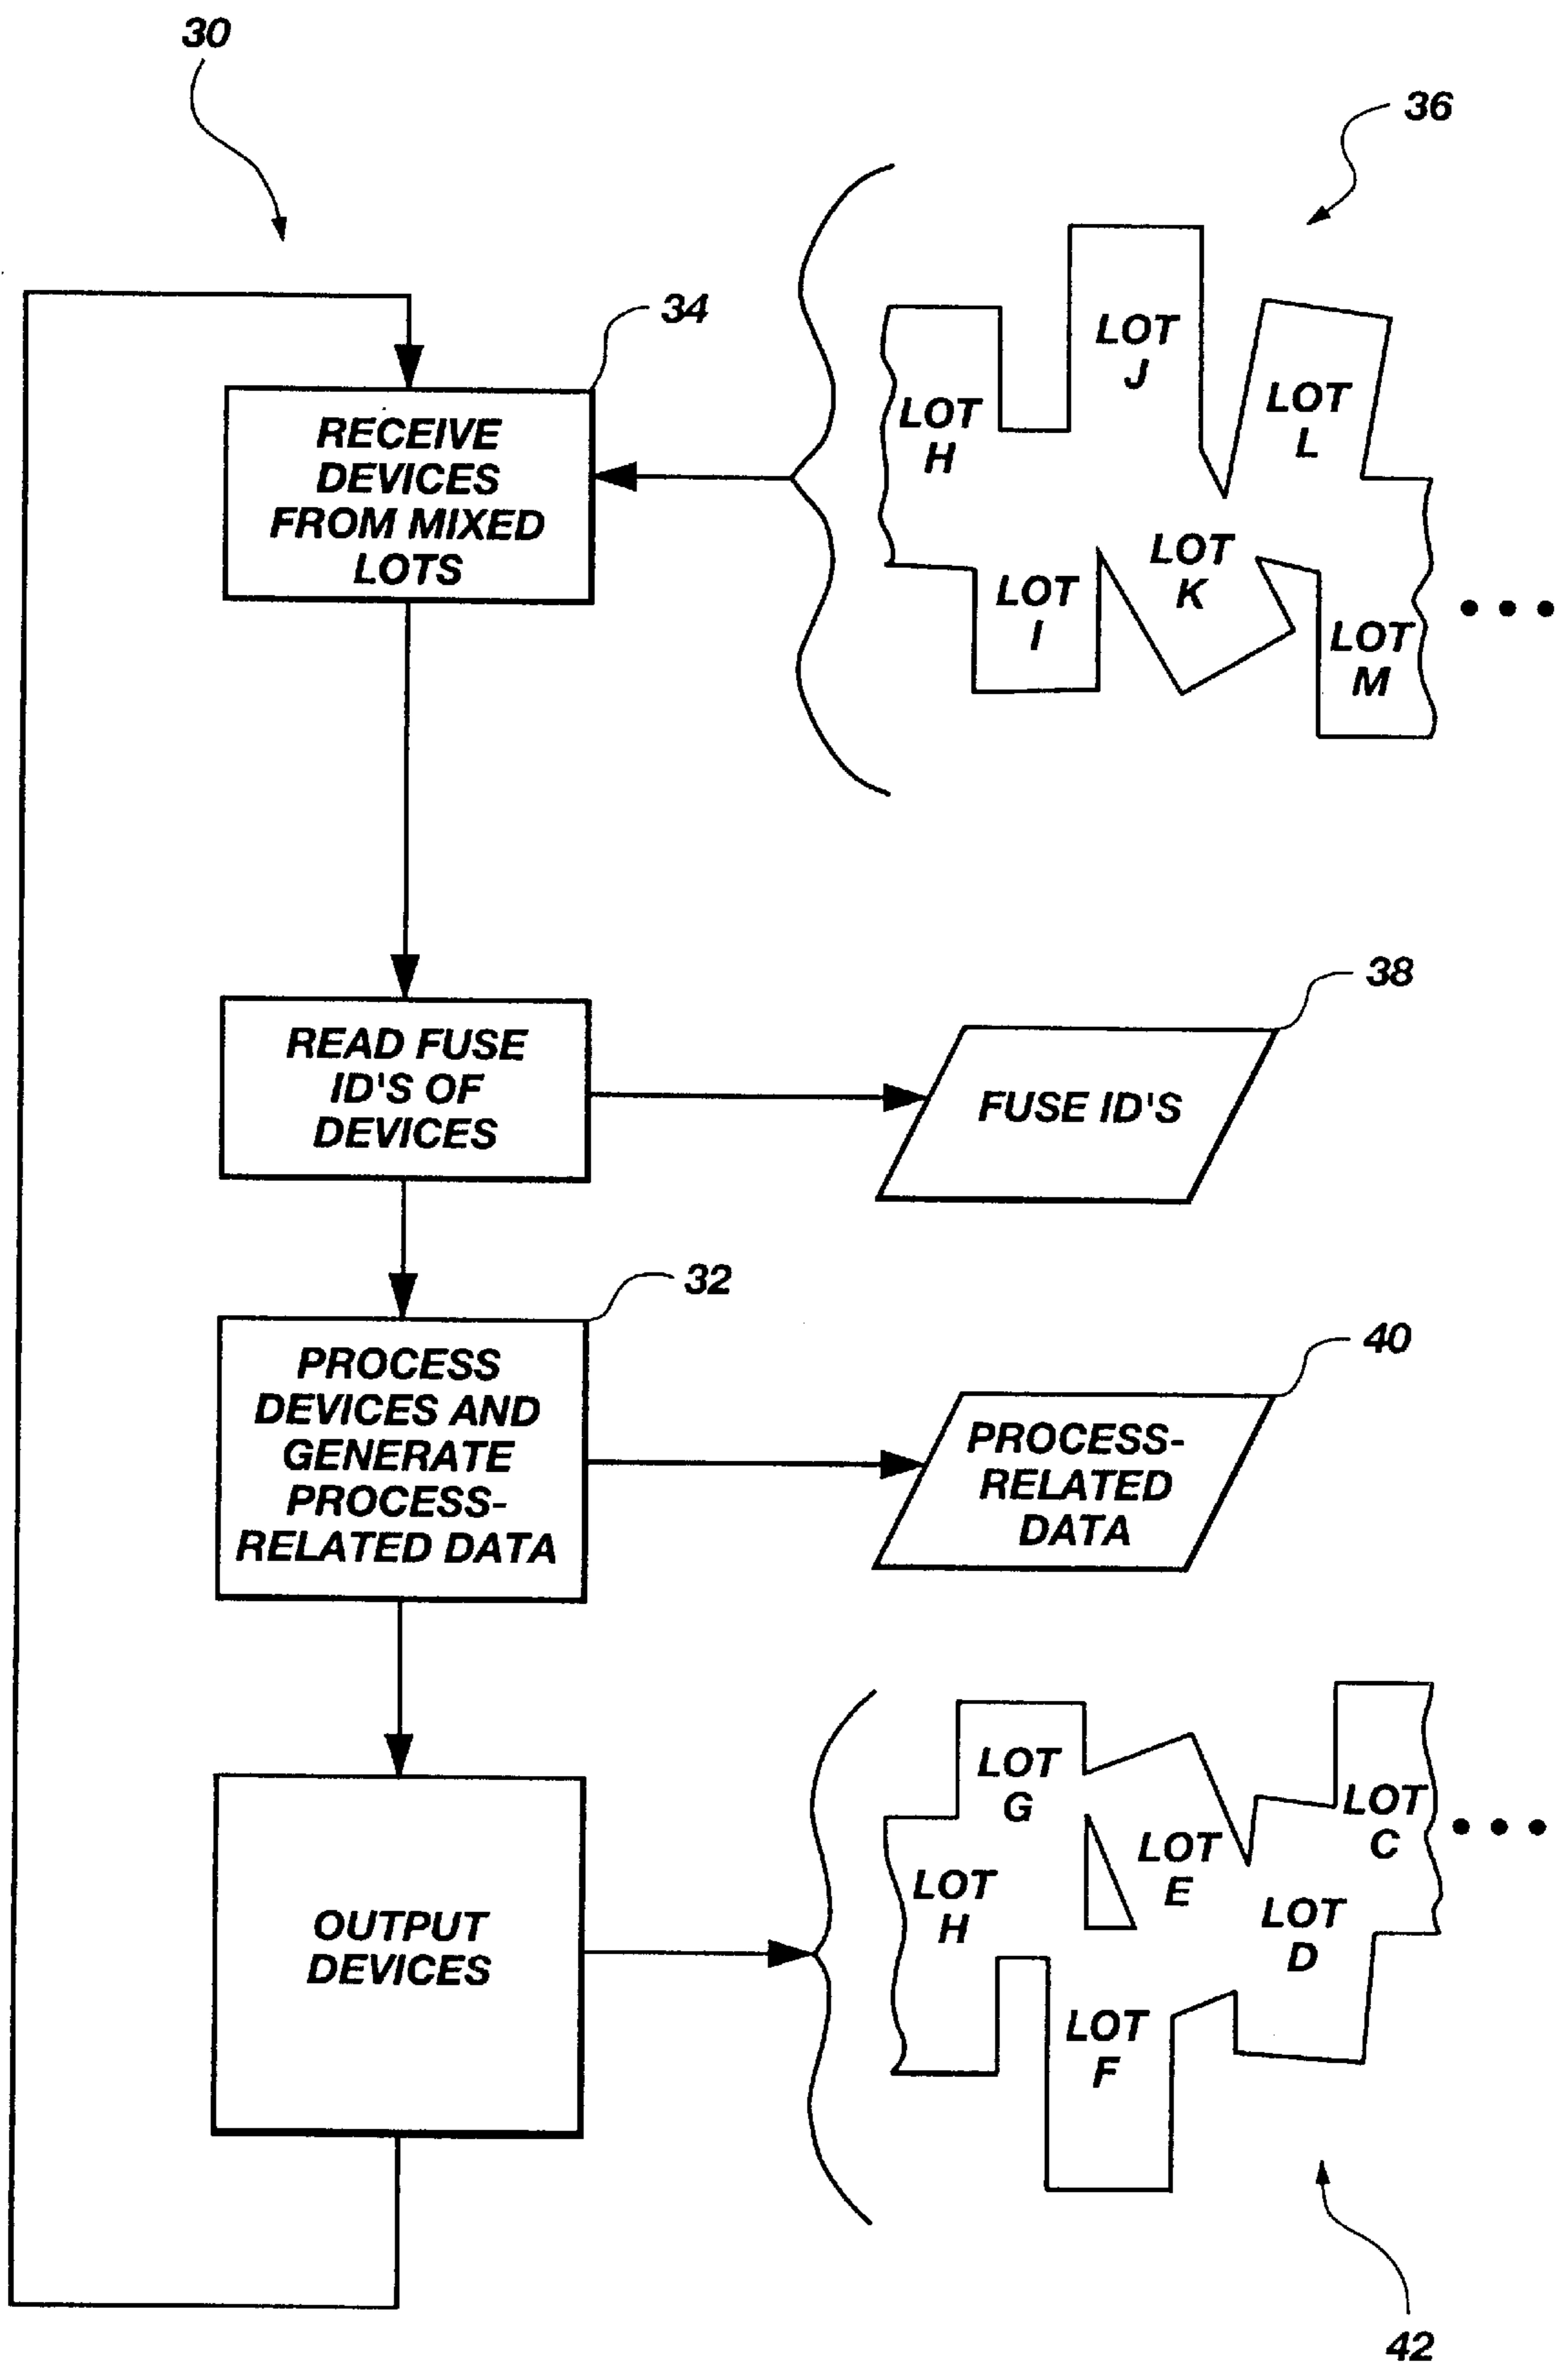 30
36
34
LOT
J
LOT
L
LOT
H
RECEIVE
DEVICES
FROM MIXED
LOTS
LOT
K
LOT
I
LOT
M
38
READ FUSE
ID'S OF
DEVICES
FUSE ID'S
32
40
PROCESS
DEVICES AND
GENERATE
PROCESS-
RELATED DATA
PROCESS-
RELATED
DATA
LOT
G
LOT
C
LOT
E
LOT
H
LOT
D
OUTPUT
DEVICES
LOT
F
42